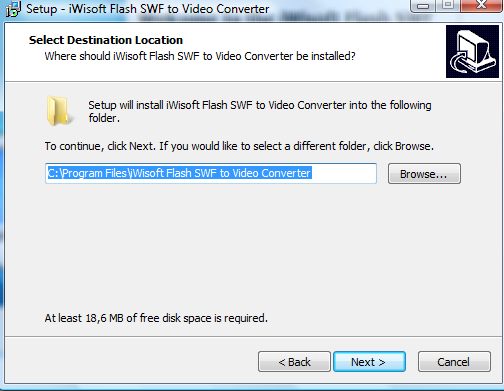 Setup - iWisoft Flash SWF to Video Converter
Select Destination Location
Where should iWisoft Flash SWF to Video Converter be installed?
Setup will install iWisoft Flash SWF to Video Converter into the following
folder.
To continue, click Next. If you would like to select a different folder, click Browse.
C:\Program Files\iWisoft Flash SWF to Video Converter
Browse...
At least 18,6 MB of free disk space is required.
< Back
Next >
Cancel